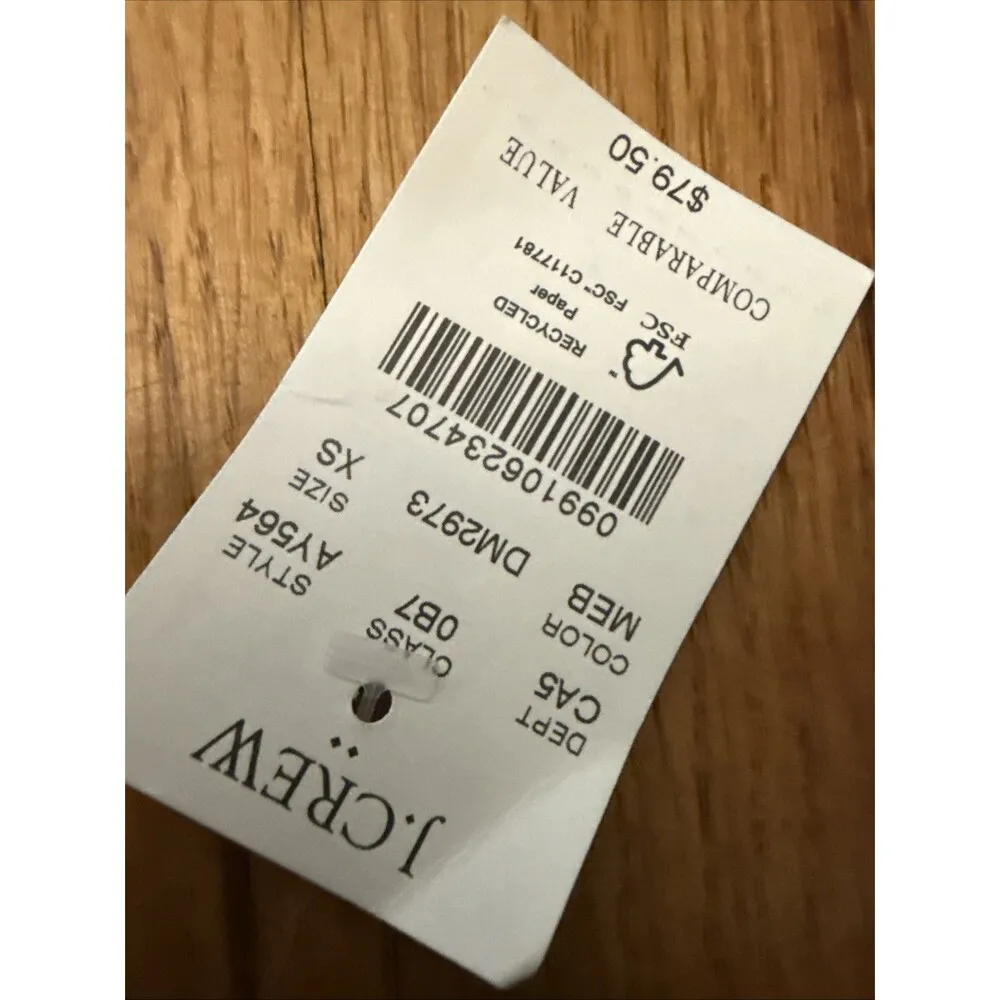 J.CREW
DEPT CLASS STYLE
CA5 0B7 AY564
COLOR SIZE
MEB DM2973 XS
099106234707
RECYCLED
Paper
FSC FSC™ C117781
COMPARABLE VALUE
$79.50